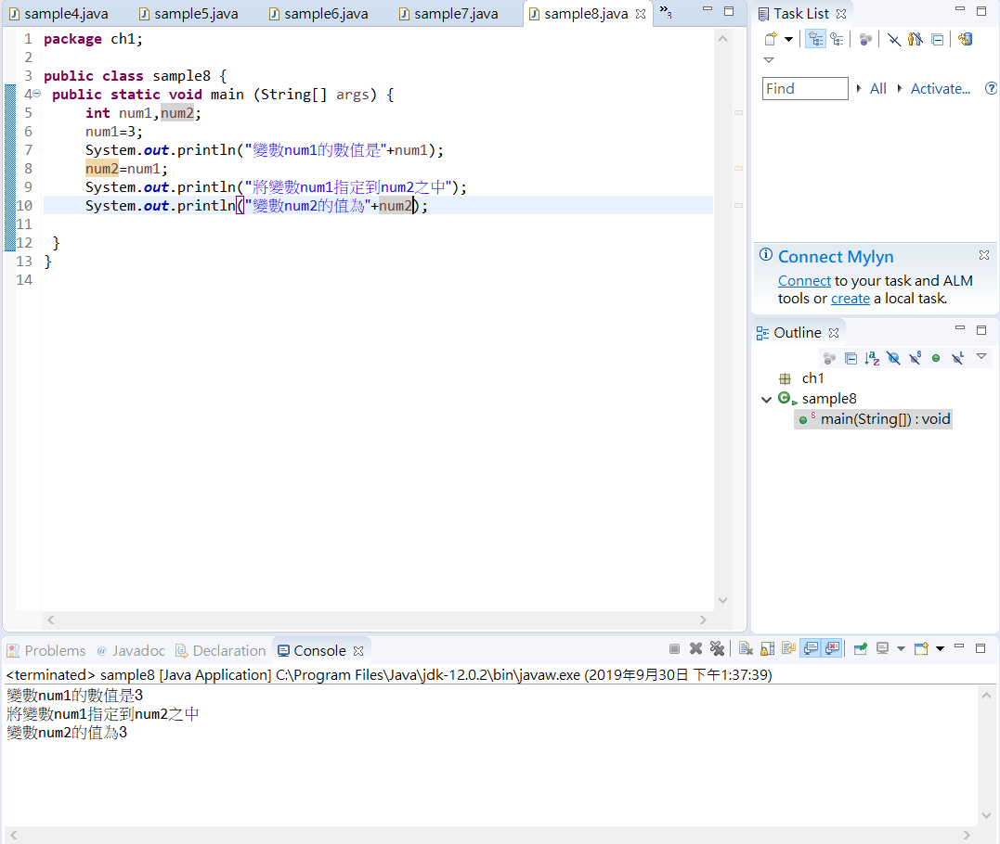 sample4.java sample5.java sample6.java sample7.java sample8.java »3
1 package ch1;
2
3 public class sample8 {
4 public static void main (String[] args) {
5 int num1,num2;
6 num1=3;
7 System.out.println("變數num1的數值是"+num1);
8 num2=num1;
9 System.out.println("將變數num1指定到num2之中");
10 System.out.println("變數num2的值為"+num2);
11
12 }
13 }
14
Task List
Find All Activate...
Connect Mylyn
Connect to your task and ALM
tools or create a local task.
Outline
ch1
sample8
main(String[]) : void
Problems @ Javadoc Declaration Console
<terminated> sample8 [Java Application] C:\Program Files\Java\jdk-12.0.2\bin\javaw.exe (2019年9月30日 下午1:37:39)
變數num1的數值是3
將變數num1指定到num2之中
變數num2的值為3